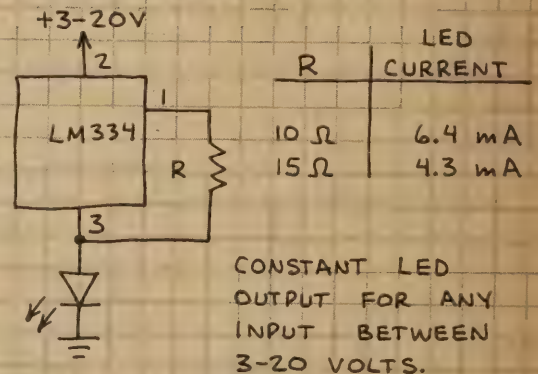 +3-20V
2
1
LM334
R
3
R LED CURRENT
10 Ω 6.4 mA
15 Ω 4.3 mA
CONSTANT LED
OUTPUT FOR ANY
INPUT BETWEEN
3-20 VOLTS.